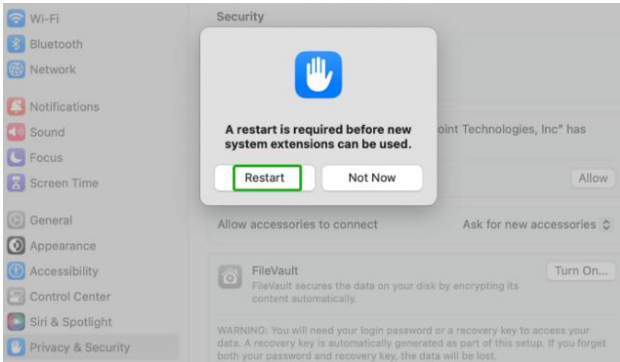 Wi-Fi
Bluetooth
Network
Notifications
Sound
Focus
Screen Time
General
Appearance
Accessibility
Control Center
Siri & Spotlight
Privacy & Security
Security
A restart is required before new
system extensions can be used.
Restart
Not Now
oint Technologies, Inc" has
Allow
Allow accessories to connect
Ask for new accessories
FileVault
Turn On...
FileVault secures the data on your disk by encrypting its
content automatically.
WARNING: You will need your login password or a recovery key to access your
data. A recovery key is automatically generated as part of this setup. If you forget
both your password and recovery key, the data will be lost.